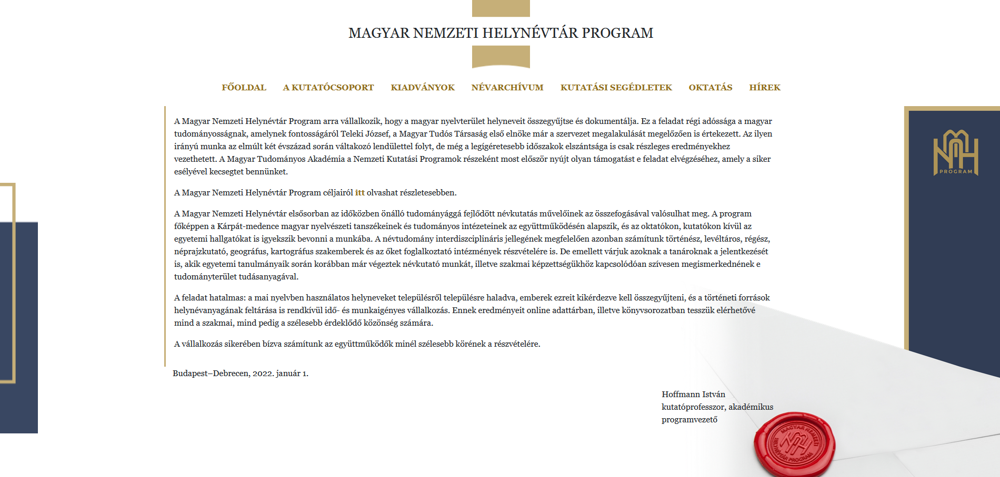 MAGYAR NEMZETI HELYNÉVTÁR PROGRAM
FŐOLDAL A KUTATÓCSOPORT KIADVÁNYOK NÉVARCHÍVUM KUTATÁSI SEGÉDLETEK OKTATÁS HÍREK
A Magyar Nemzeti Helynévtár Program arra vállalkozik, hogy a magyar nyelvterület helyneveit összegyűjtse és dokumentálja. Ez a feladat régi adóssága a magyar
tudományosságnak, amelynek fontosságáról Teleki József, a Magyar Tudós Társaság első elnöke már a szervezet megalakulását megelőzően is értekezett. Az ilyen
irányú munka az elmúlt két évszázad során váltakozó lendülettel folyt, de még a legígéretesebb időszakok elszántsága is csak részleges eredményekhez
vezethetett. A Magyar Tudományos Akadémia a Nemzeti Kutatási Programok részeként most először nyújt olyan támogatást e feladat elvégzéséhez, amely a siker
esélyével kecsegtet bennünket.
A Magyar Nemzeti Helynévtár Program céljairól itt olvashat részletesebben.
A Magyar Nemzeti Helynévtár elsősorban az időközben önálló tudományággá fejlődött névkutatás művelőinek az összefogásával valósulhat meg. A program
főképpen a Kárpát-medence magyar nyelvészeti tanszékeinek és tudományos intézeteinek az együttműködésén alapszik, és az oktatókon, kutatókon kívül az
egyetemi hallgatókat is igyekszik bevonni a munkába. A névtudomány interdiszciplináris jellegének megfelelően azonban számítunk történész, levéltáros, régész,
néprajzkutató, geográfus, kartográfus szakemberek és az őket foglalkoztató intézmények részvételére is. De emellett várjuk azoknak a tanároknak a jelentkezését
is, akik egyetemi tanulmányaik során korábban már végeztek névkutató munkát, illetve szakmai képzettségükhöz kapcsolódóan szívesen megismerkednének e
tudományterület tudásanyagával.
A feladat hatalmas: a mai nyelvben használatos helyneveket településről településre haladva, emberek ezreit kikérdezve kell összegyűjteni, és a történeti források
helynévanyagának feltárása is rendkívül idő- és munkaigényes vállalkozás. Ennek eredményeit online adattárban, illetve könyvsorozatban tesszük elérhetővé
mind a szakmai, mind pedig a szélesebb érdeklődő közönség számára.
A vállalkozás sikerében bízva számítunk az együttműködők minél szélesebb körének a részvételére.
Budapest–Debrecen, 2022. január 1.
Hoffmann István
kutatóprofesszor, akadémikus
programvezető
MNH
PROGRAM
MAGYAR NEMZETI
MNH
HELYNÉVTÁR PROGRAM